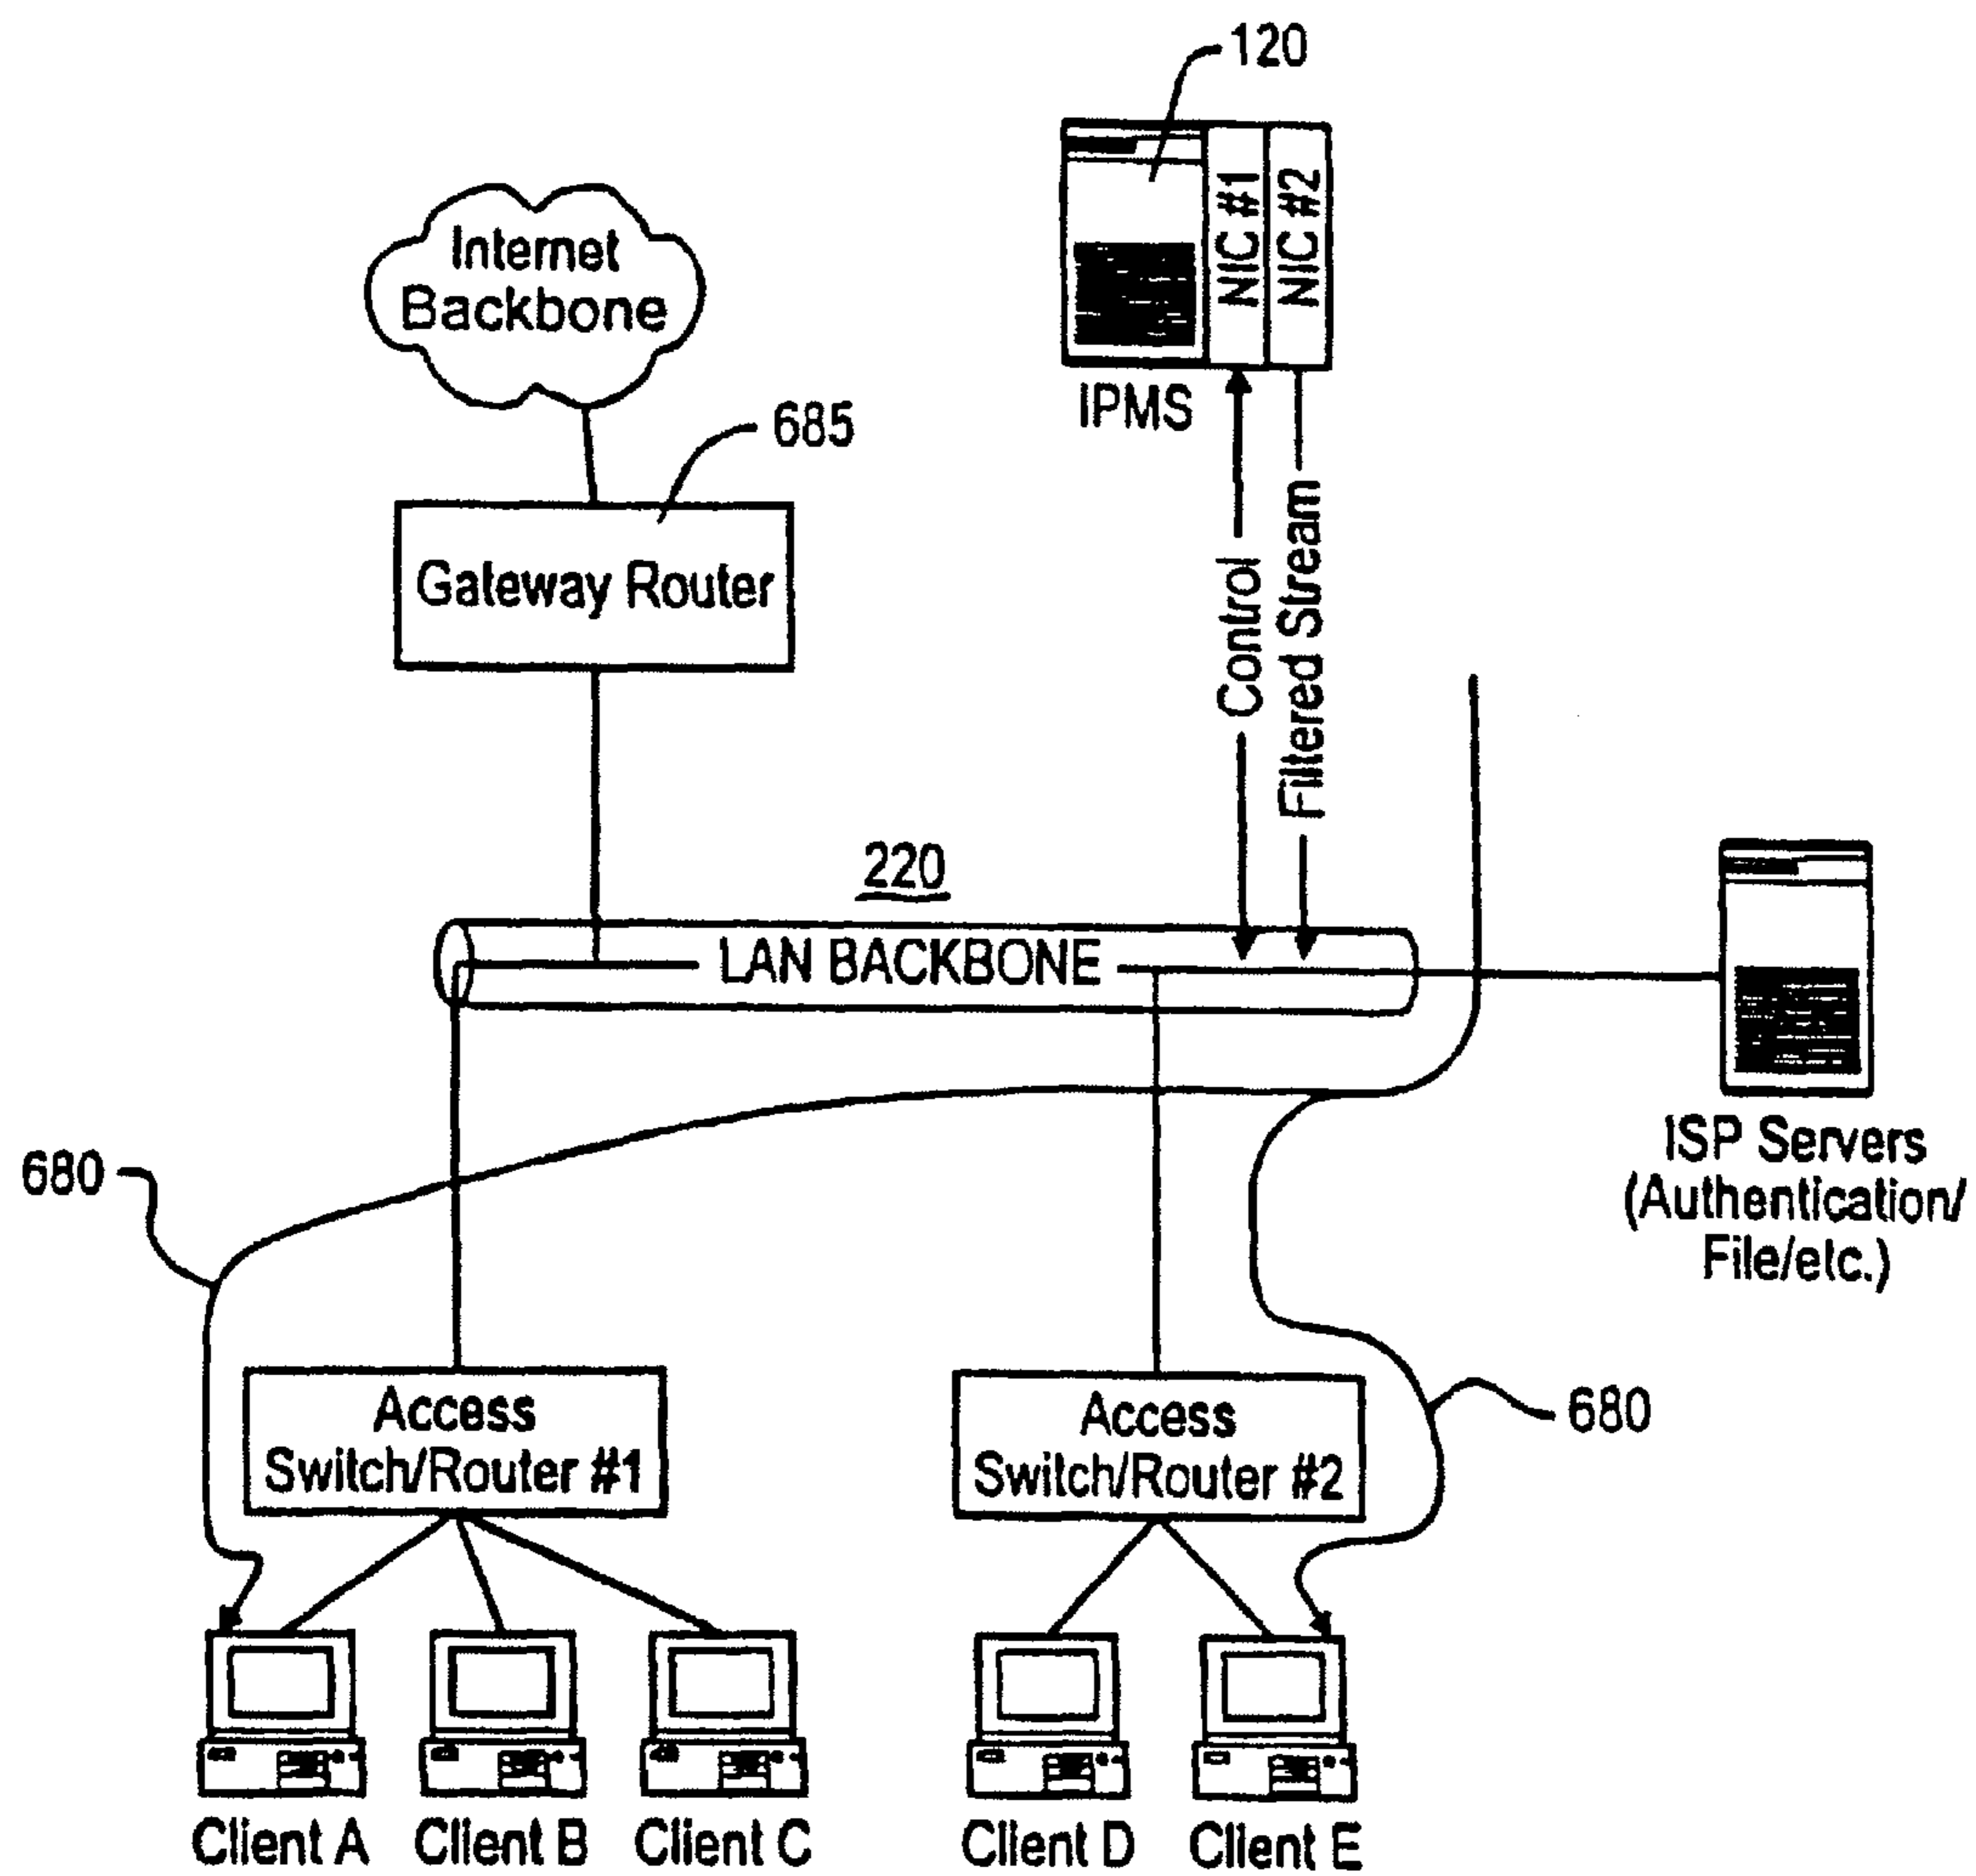 120
NIC #1
NIC #2
IPMS
Internet
Backbone
685
Gateway Router
Control
Filtered Stream
220
LAN BACKBONE
ISP Servers
(Authentication/
File/etc.)
680
Access
Switch/Router #1
Access
Switch/Router #2
680
Client A
Client B
Client C
Client D
Client E